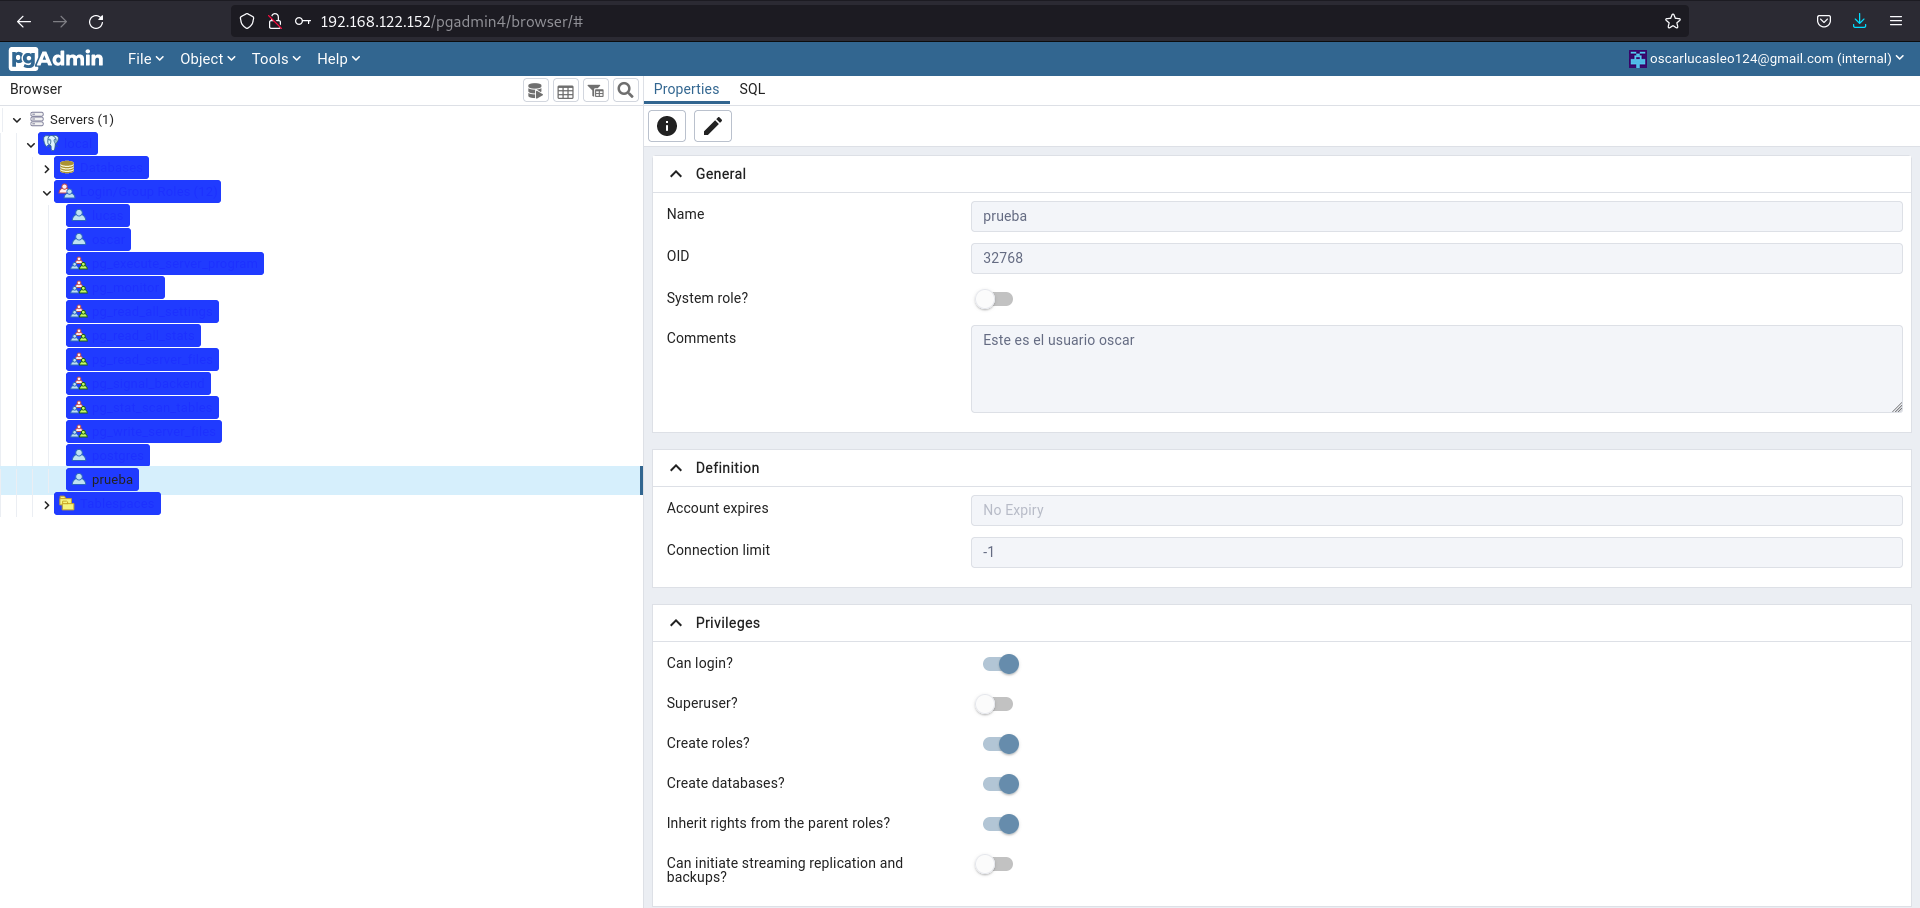 192.168.122.152/pgadmin4/browser/#
pgAdmin
File
Object
Tools
Help
oscarlucasleo124@gmail.com (internal)
Browser
Servers (1)
prueba
Properties
SQL
General
Name
prueba
OID
32768
System role?
Comments
Este es el usuario oscar
Definition
Account expires
No Expiry
Connection limit
-1
Privileges
Can login?
Superuser?
Create roles?
Create databases?
Inherit rights from the parent roles?
Can initiate streaming replication and
backups?